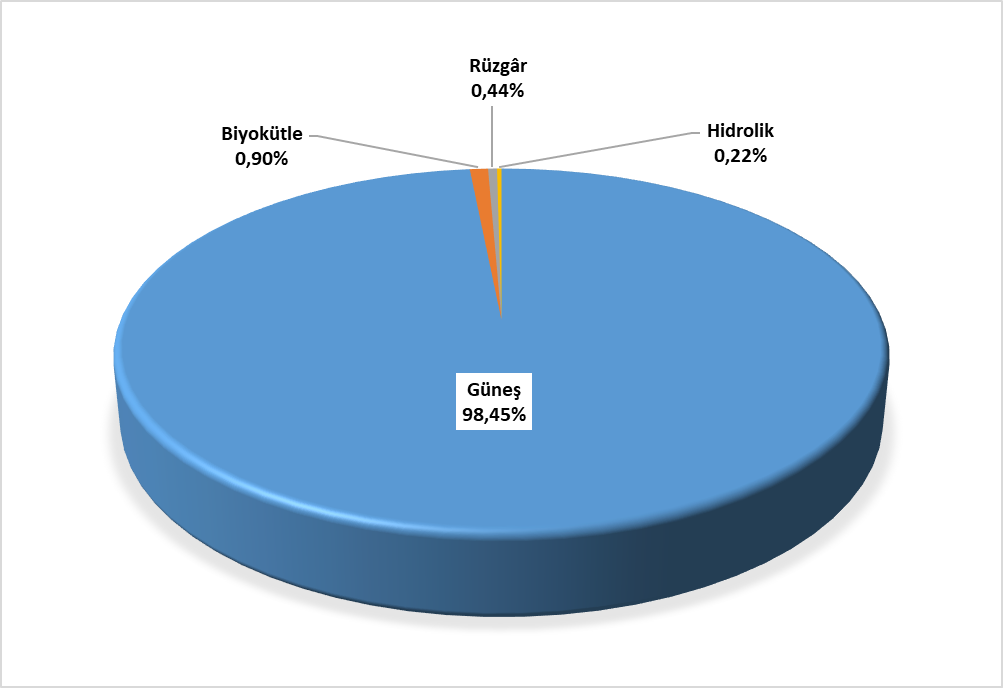 Rüzgâr
0,44%
Biyokütle
0,90%
Hidrolik
0,22%
Güneş
98,45%